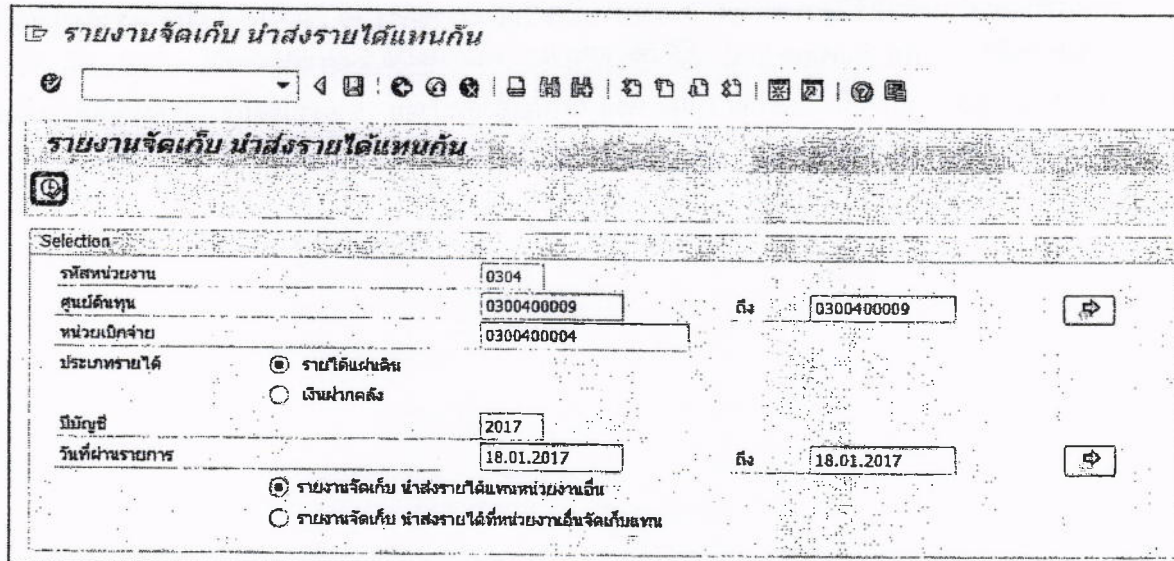 รายงานจัดเก็บ นำส่งรายได้แทนกัน
รายงานจัดเก็บ นำส่งรายได้แทนกัน
Selection
รหัสหน่วยงาน 0304
ศูนย์ต้นทุน 0300400009 ถึง 0300400009
หน่วยเบิกจ่าย 0300400004
ประเภทรายได้ รายได้แผ่นดิน
เงินฝากคลัง
ปีบัญชี 2017
วันที่ผ่านรายการ 18.01.2017 ถึง 18.01.2017
รายงานจัดเก็บ นำส่งรายได้แทนหน่วยงานอื่น
รายงานจัดเก็บ นำส่งรายได้ที่หน่วยงานอื่นจัดเก็บแทน